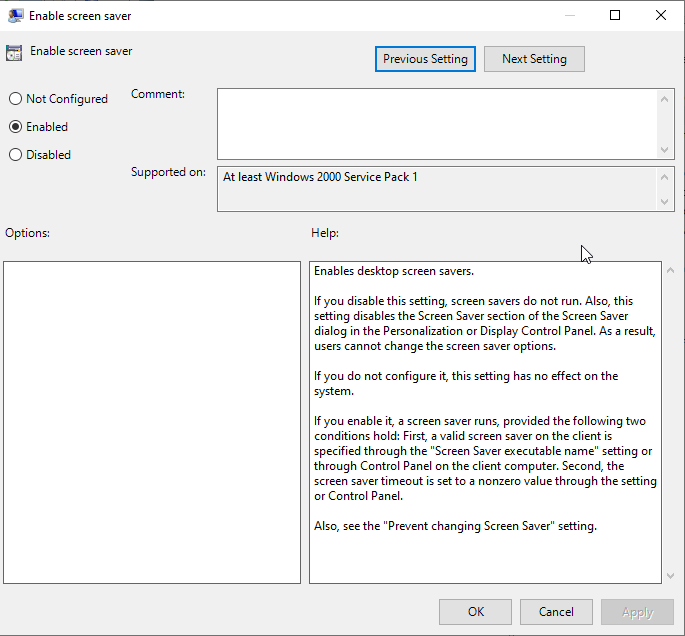 Enable screen saver
Enable screen saver
Previous Setting
Next Setting
Not Configured
Comment:
Enabled
Disabled
Supported on:
At least Windows 2000 Service Pack 1
Options:
Help:
Enables desktop screen savers.
If you disable this setting, screen savers do not run. Also, this
setting disables the Screen Saver section of the Screen Saver
dialog in the Personalization or Display Control Panel. As a result,
users cannot change the screen saver options.
If you do not configure it, this setting has no effect on the
system.
If you enable it, a screen saver runs, provided the following two
conditions hold: First, a valid screen saver on the client is
specified through the "Screen Saver executable name" setting or
through Control Panel on the client computer. Second, the
screen saver timeout is set to a nonzero value through the setting
or Control Panel.
Also, see the "Prevent changing Screen Saver" setting.
OK
Cancel
Apply